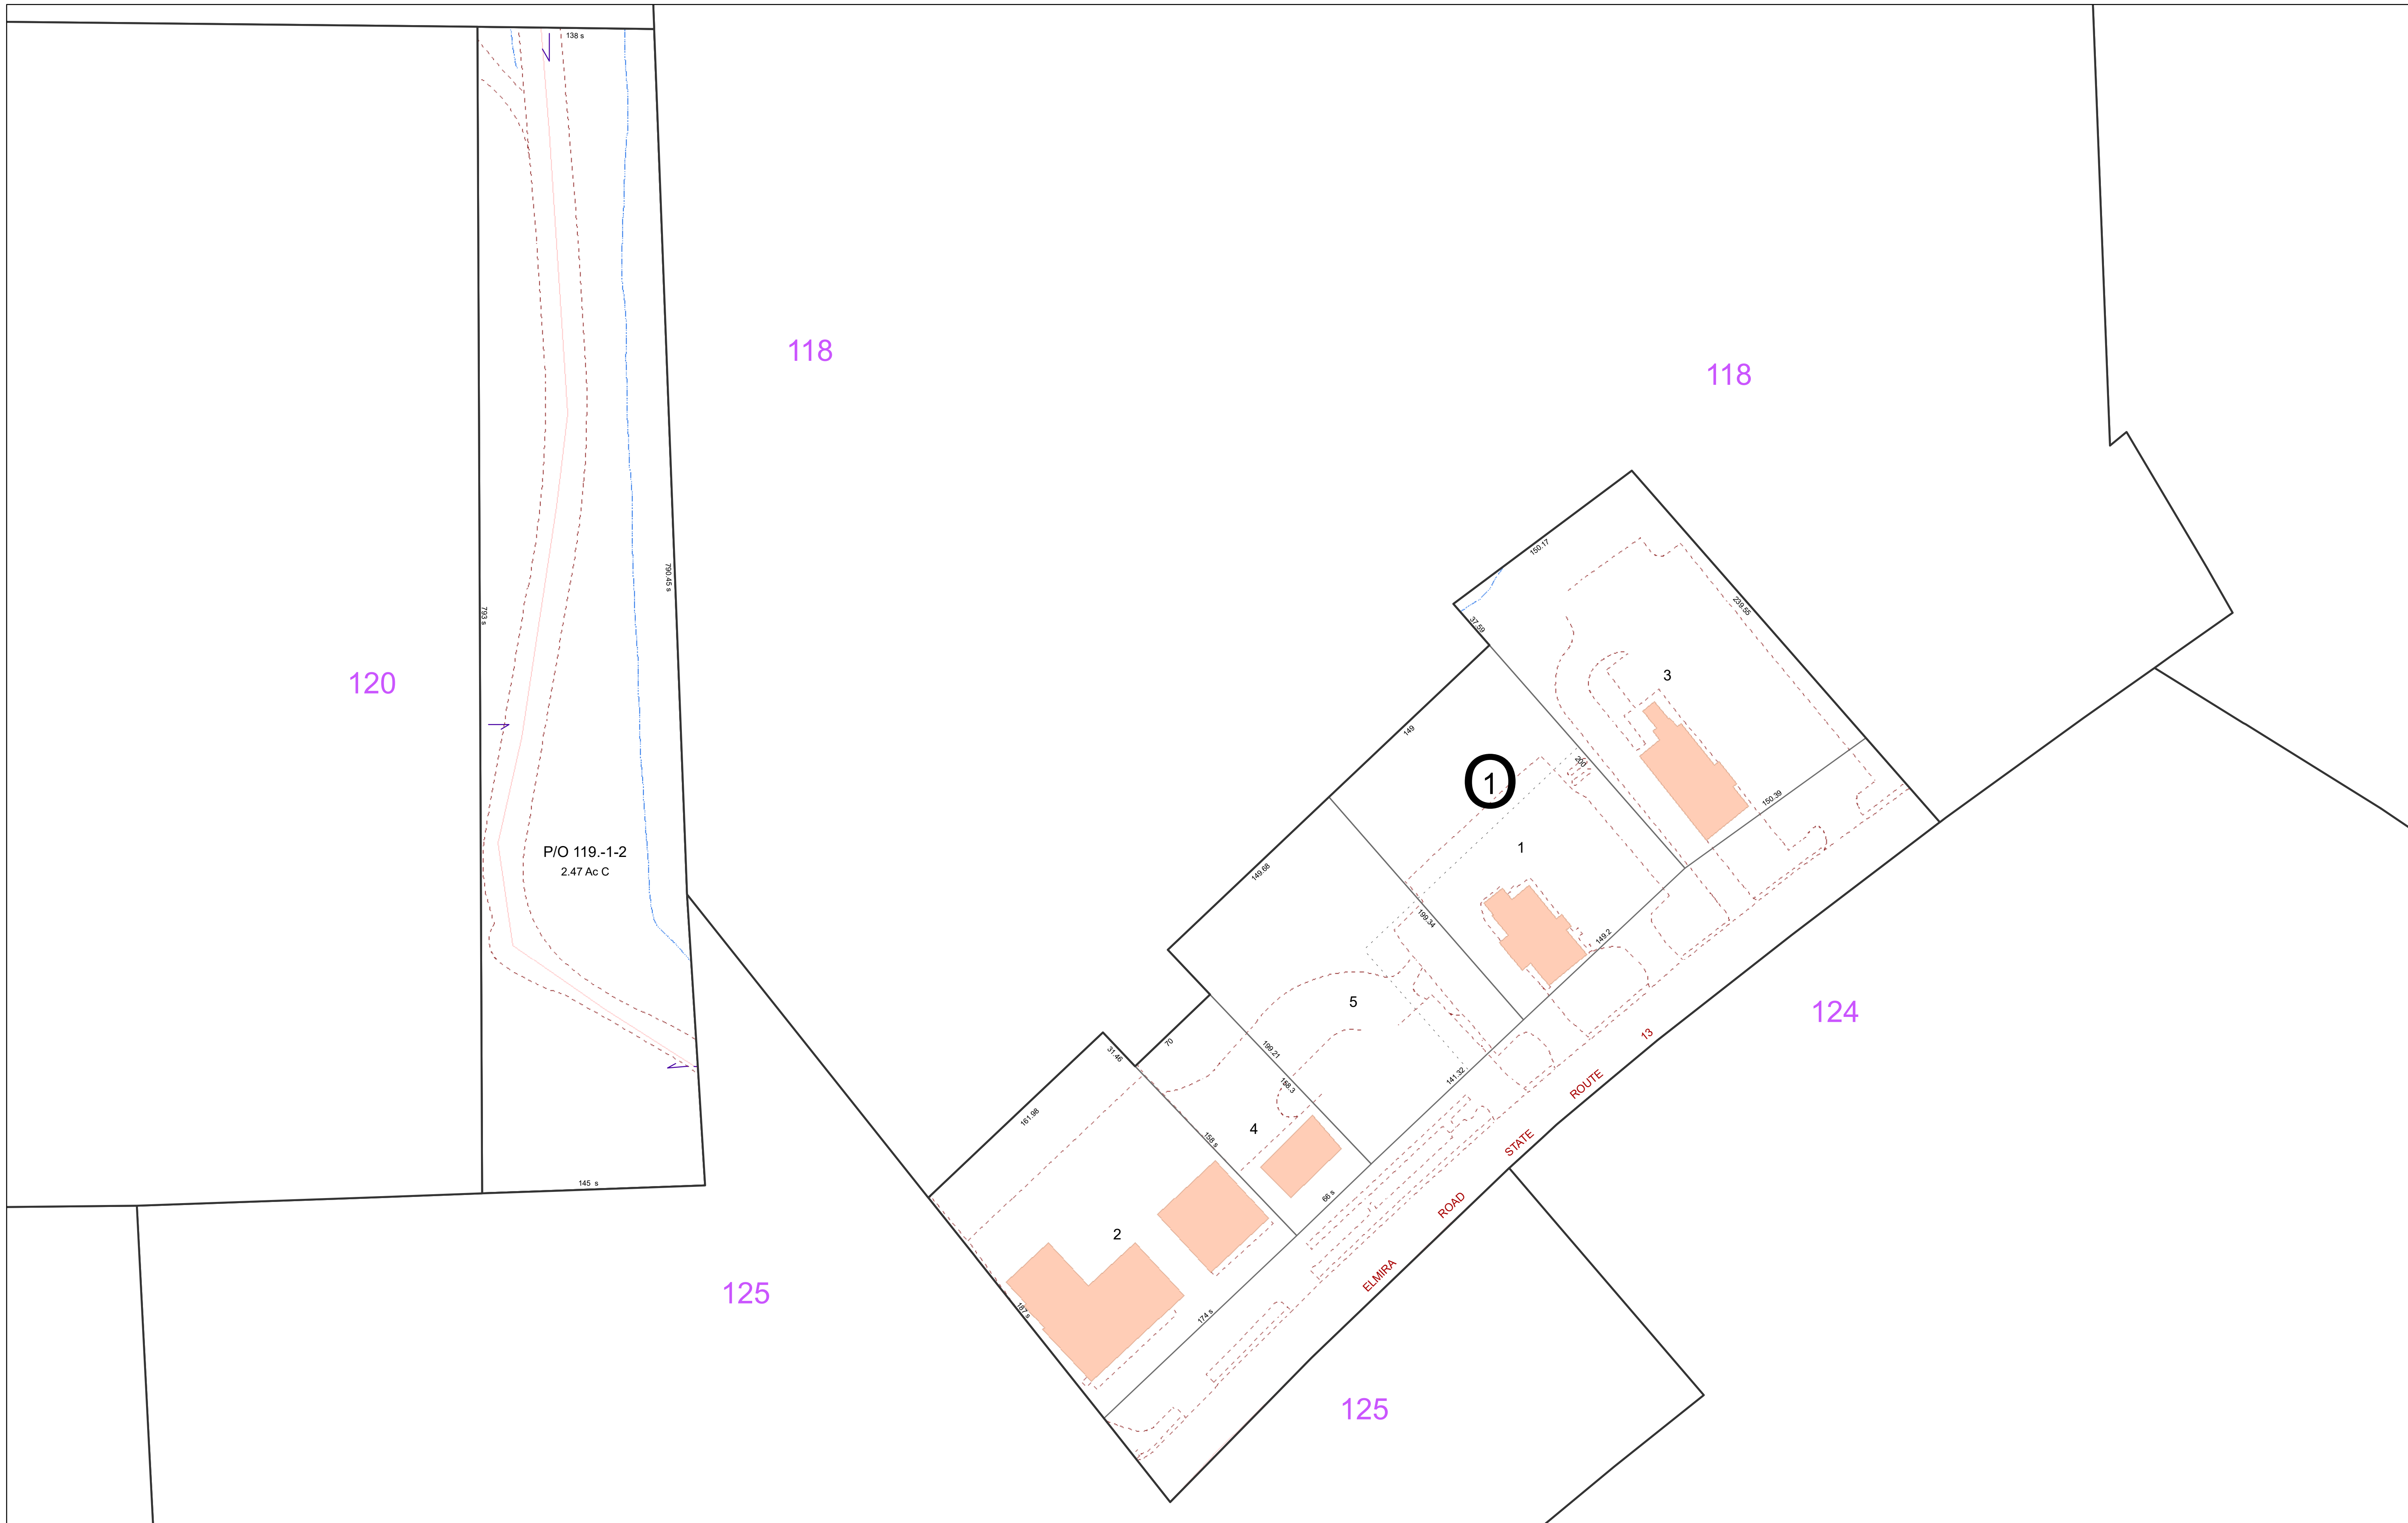 138 s
118
118
150.17
790.45 s
239.55
793 s
37.59
3
120
149
200
1
150.39
1
P/O 119.-1-2
2.47 Ac C
149.68
199.34
149.2
5
124
13
ROUTE
70
199.21
31.46
141.32
158.3
161.98
4
158 s
STATE
145 s
66 s
ROAD
2
ELMIRA
125
187 s
174 s
125